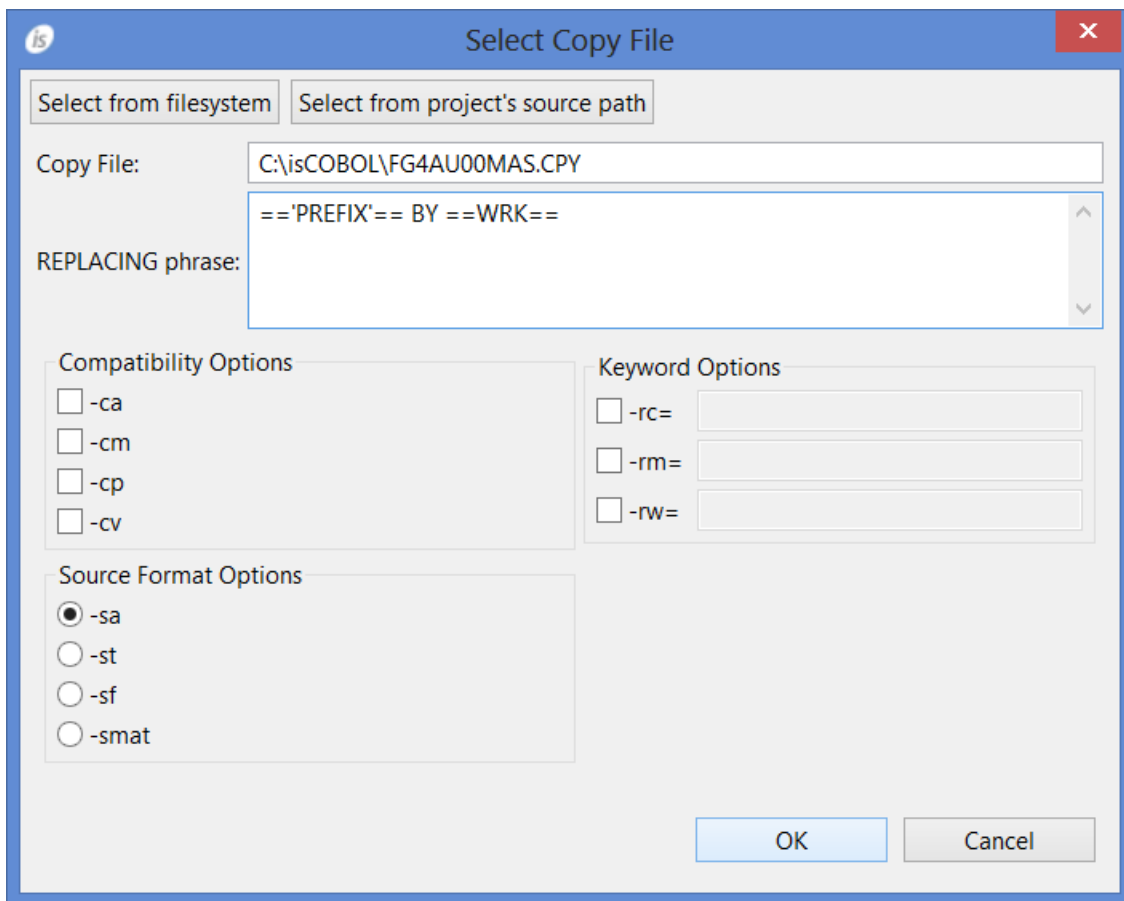 is
Select Copy File
Select from filesystem Select from project's source path
Copy File: C:\isCOBOL\FG4AU00MAS.CPY
=='PREFIX'== BY ==WRK==
REPLACING phrase:
Compatibility Options
-ca
-cm
-cp
-cv
Keyword Options
-rc=
-rm=
-rw=
Source Format Options
-sa
-st
-sf
-smat
OK Cancel